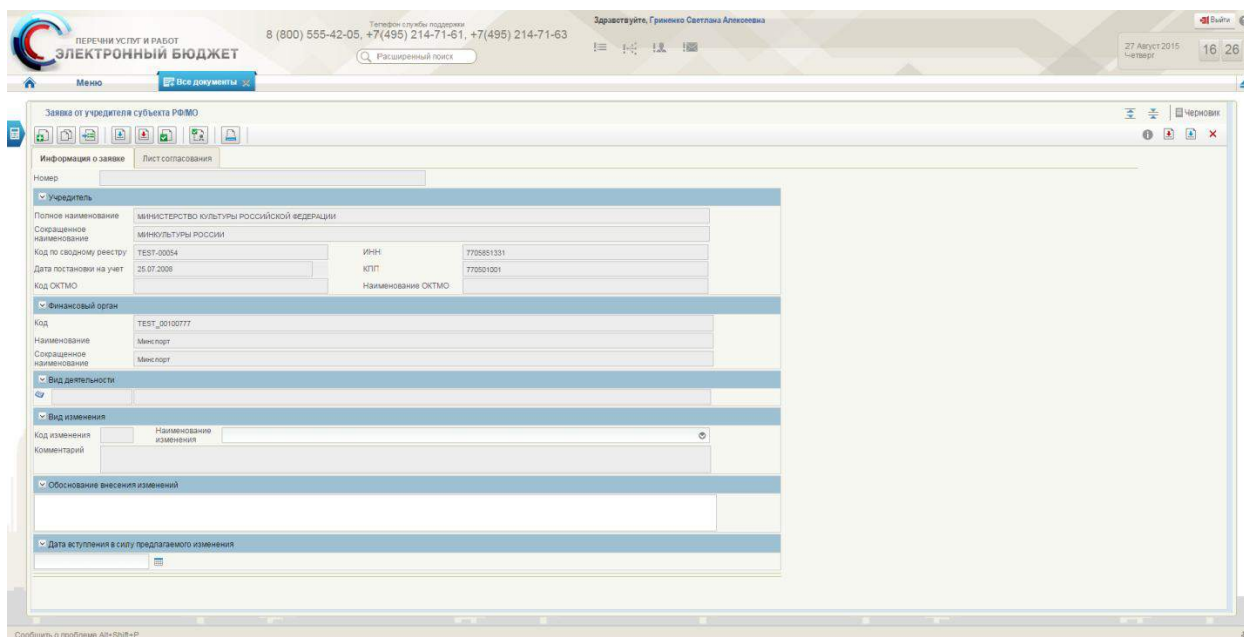 Телефон службы поддержки
8 (800) 555-42-05, +7(495) 214-71-61, +7(495) 214-71-63
Здравствуйте, Гриненко Светлана Алексеевна
Выйти
ПЕРЕЧНИ УСЛУГ И РАБОТ
ЭЛЕКТРОННЫЙ БЮДЖЕТ
Расширенный поиск
27 Август 2015
Четверг
16 26
Меню
Все документы
Заявка от учредителя субъекта РФ/МО
Черновик
Информация о заявке
Лист согласования
Номер
Учредитель
Полное наименование
МИНИСТЕРСТВО КУЛЬТУРЫ РОССИЙСКОЙ ФЕДЕРАЦИИ
Сокращенное
наименование
МИНКУЛЬТУРЫ РОССИИ
Код по сводному реестру
TEST-00054
ИНН
7705851331
Дата постановки на учет
25.07.2008
КПП
770501001
Код ОКТМО
Наименование ОКТМО
Финансовый орган
Код
TEST_00100777
Наименование
Минспорт
Сокращенное
наименование
Минспорт
Вид деятельности
Вид изменения
Код изменения
Наименование
изменения
Комментарий
Обоснование внесения изменений
Дата вступления в силу предлагаемого изменения
Сообщить о проблеме Alt+Shift+P